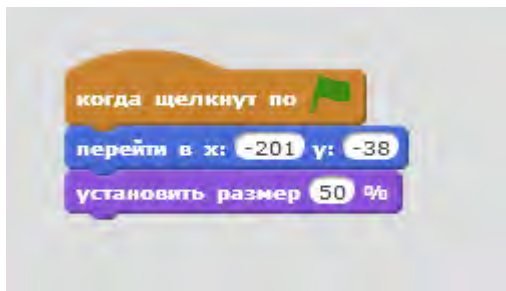 когда щелкнут по
перейти в x: -201 y: -38
установить размер 50 %